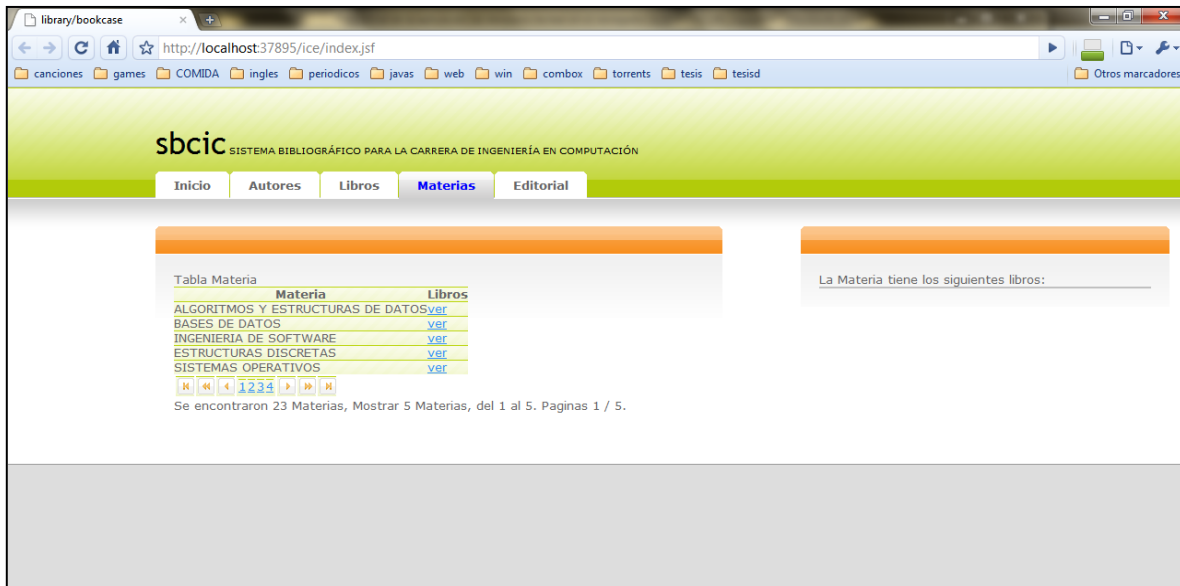 library/bookcase
http://localhost:37895/ice/index.jsf
canciones games COMIDA ingles periodicos javas web win combox torrents tesis tesisd Otros marcadores
sbcic SISTEMA BIBLIOGRÁFICO PARA LA CARRERA DE INGENIERÍA EN COMPUTACIÓN
Inicio Autores Libros Materias Editorial
Tabla Materia
Materia Libros
ALGORITMOS Y ESTRUCTURAS DE DATOS ver
BASES DE DATOS ver
INGENIERIA DE SOFTWARE ver
ESTRUCTURAS DISCRETAS ver
SISTEMAS OPERATIVOS ver
1234
Se encontraron 23 Materias, Mostrar 5 Materias, del 1 al 5. Paginas 1 / 5.
La Materia tiene los siguientes libros: